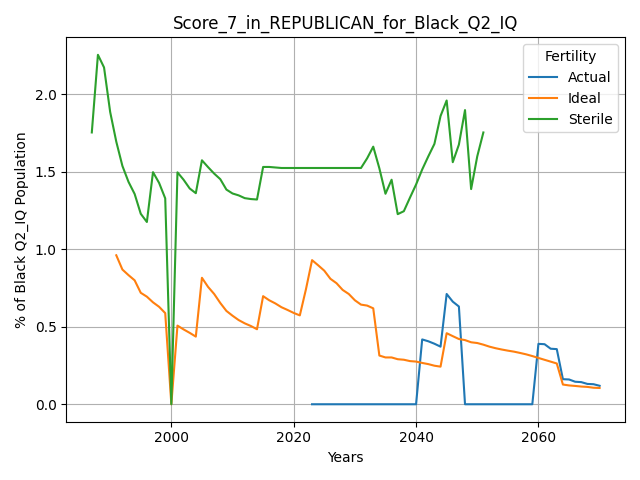 Score_7_in_REPUBLICAN_for_Black_Q2_IQ
Fertility
Actual
Ideal
Sterile
% of Black Q2_IQ Population
2.0
1.5
1.0
0.5
0.0
2000
2020
2040
2060
Years